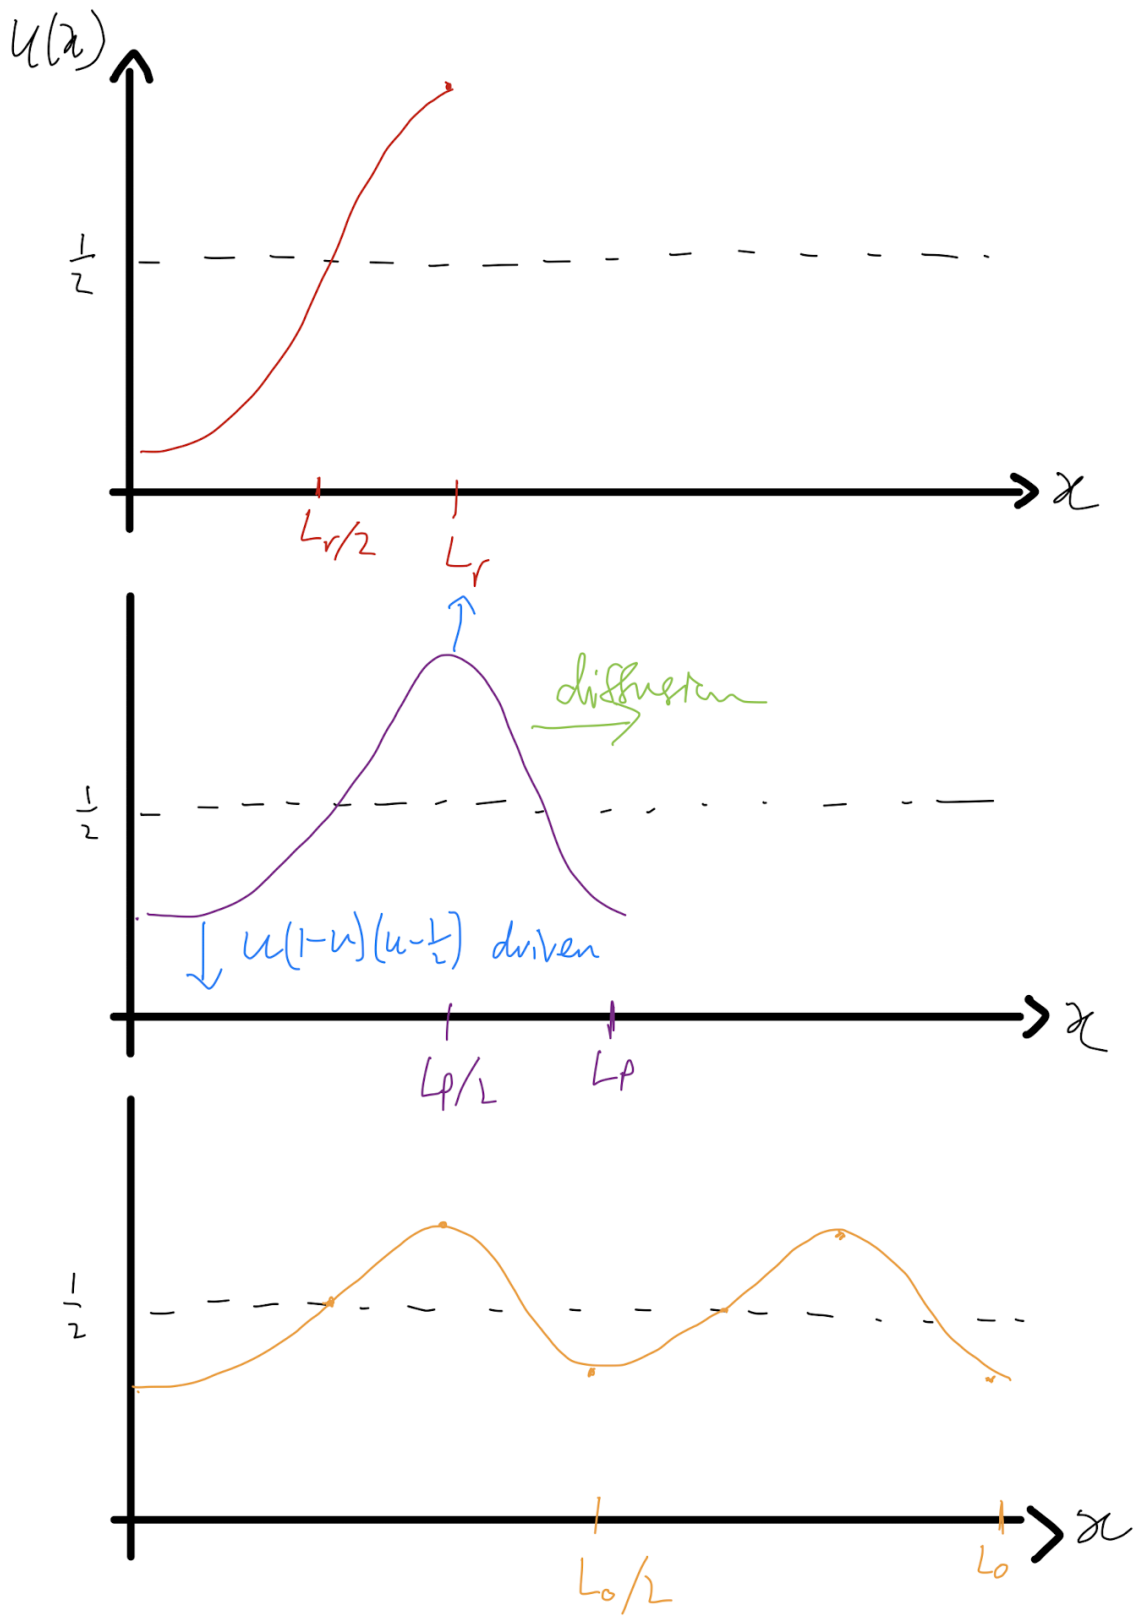 u(x)
1/2
x
Lr/2
Lr
diffusion
1/2
u(1-u)(u-1/2) driven
x
Lp/2
Lp
1/2
x
Lo/2
Lo